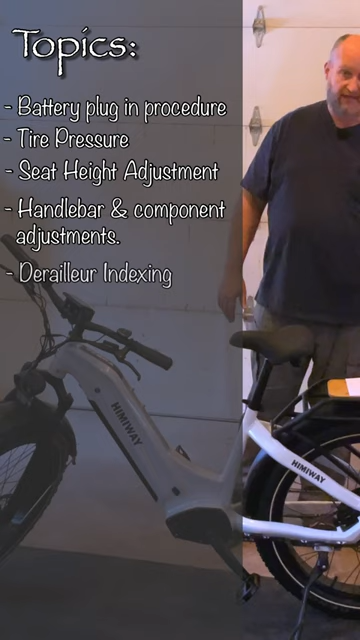 Topics:
- Battery plug in procedure
- Tire Pressure
- Seat Height Adjustment
- Handlebar & component
adjustments.
- Derailleur Indexing
HIMIWAY
HIMIWAY